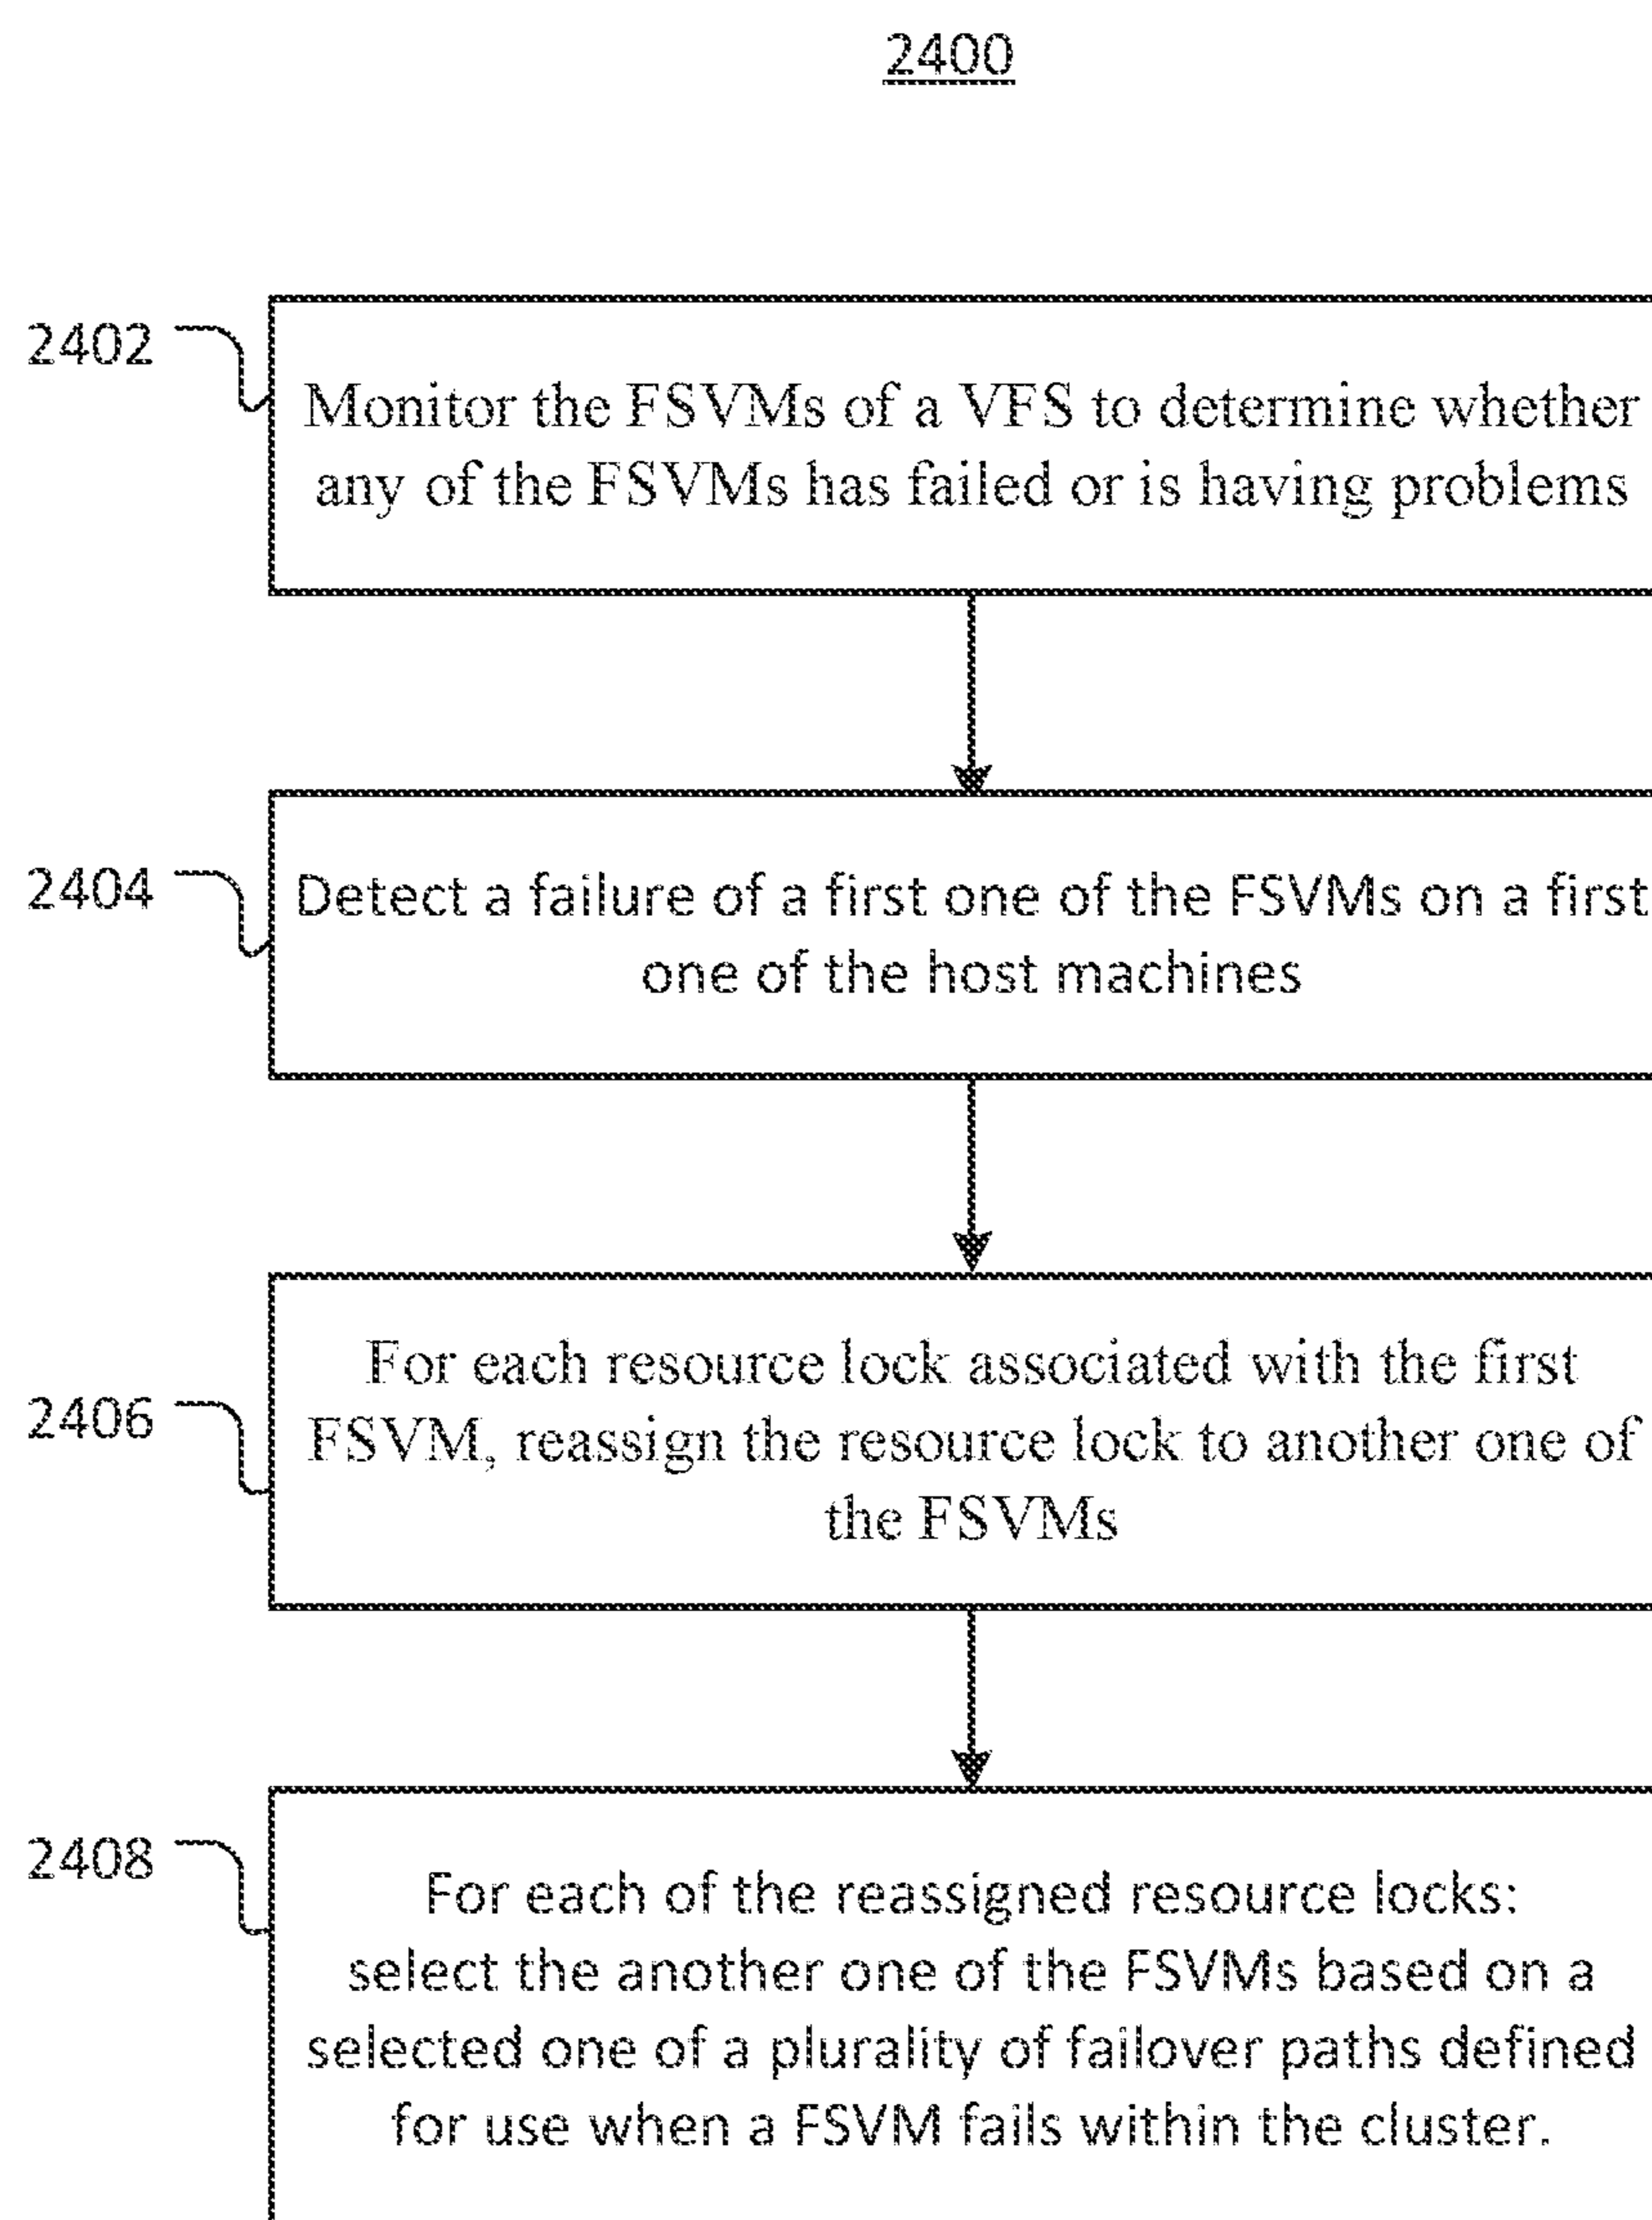 2400
2402
Monitor the FSVMs of a VFS to determine whether
any of the FSVMs has failed or is having problems
2404
Detect a failure of a first one of the FSVMs on a first
one of the host machines
2406
For each resource lock associated with the first
FSVM, reassign the resource lock to another one of
the FSVMs
2408
For each of the reassigned resource locks:
select the another one of the FSVMs based on a
selected one of a plurality of failover paths defined
for use when a FSVM fails within the cluster.